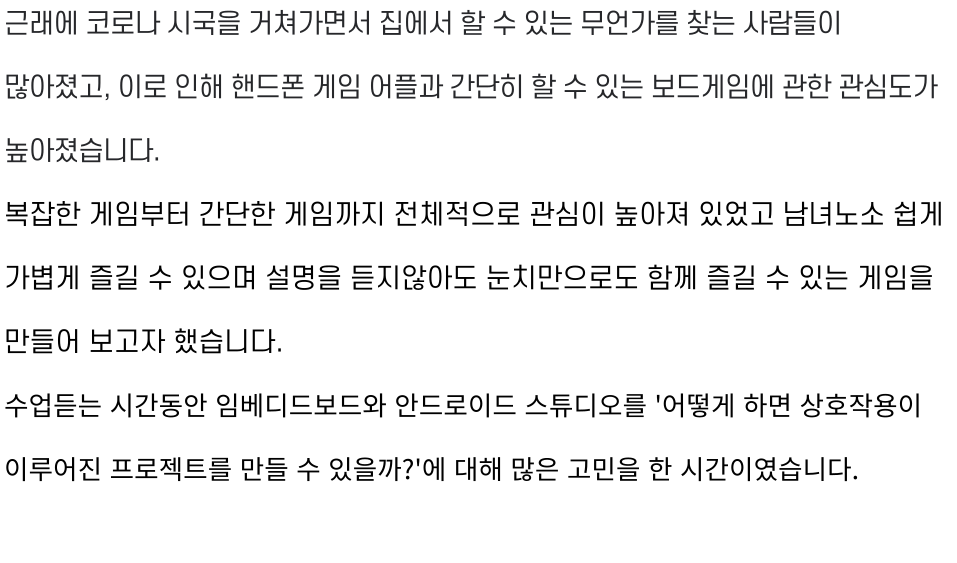 근래에 코로나 시국을 거쳐가면서 집에서 할 수 있는 무언가를 찾는 사람들이
많아졌고, 이로 인해 핸드폰 게임 어플과 간단히 할 수 있는 보드게임에 관한 관심도가
높아졌습니다.
복잡한 게임부터 간단한 게임까지 전체적으로 관심이 높아져 있었고 남녀노소 쉽게
가볍게 즐길 수 있으며 설명을 듣지않아도 눈치만으로도 함께 즐길 수 있는 게임을
만들어 보고자 했습니다.
수업듣는 시간동안 임베디드보드와 안드로이드 스튜디오를 '어떻게 하면 상호작용이
이루어진 프로젝트를 만들 수 있을까?'에 대해 많은 고민을 한 시간이였습니다.